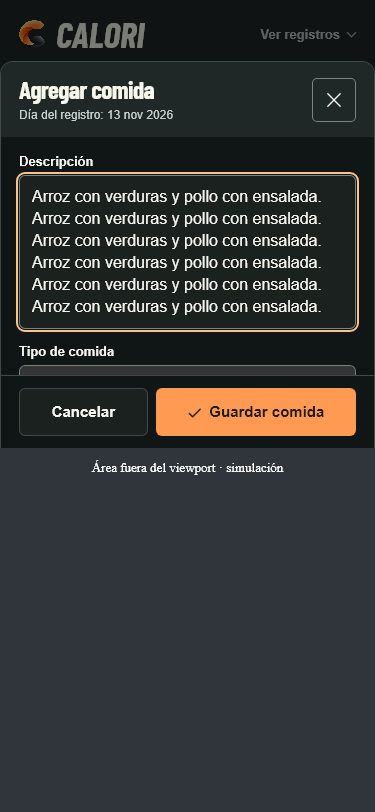 CALORI
Ver registros
Agregar comida
Día del registro: 13 nov 2026
Descripción
Arroz con verduras y pollo con ensalada.
Arroz con verduras y pollo con ensalada.
Arroz con verduras y pollo con ensalada.
Arroz con verduras y pollo con ensalada.
Arroz con verduras y pollo con ensalada.
Arroz con verduras y pollo con ensalada.
Tipo de comida
Cancelar
Guardar comida
Área fuera del viewport · simulación